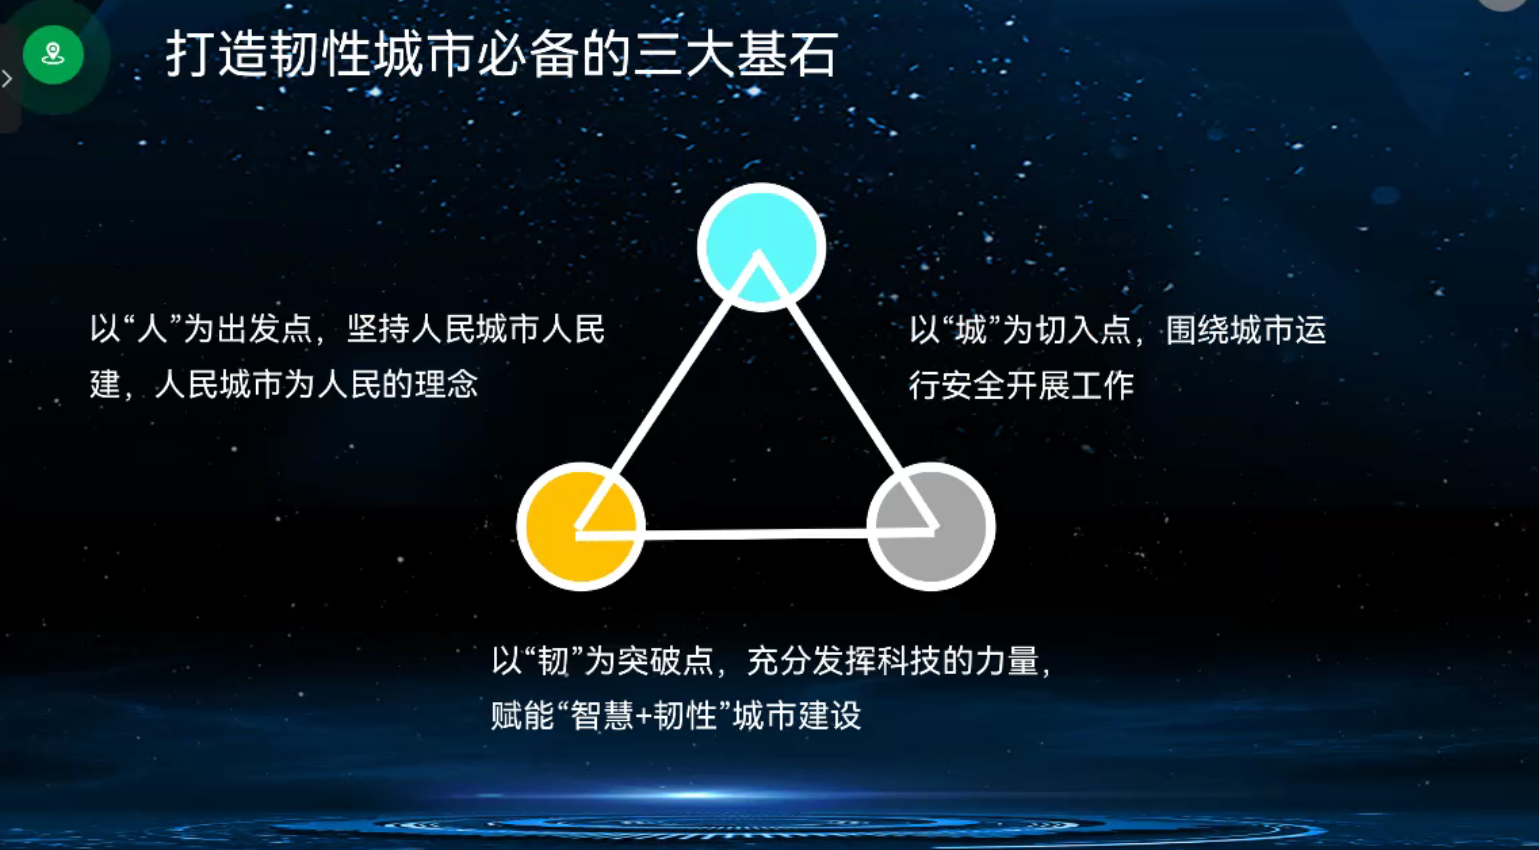 打造韧性城市必备的三大基石
以“人”为出发点，坚持人民城市人民
建，人民城市为人民的理念
以“城”为切入点，围绕城市运
行安全开展工作
以“韧”为突破点，充分发挥科技的力量，
赋能“智慧+韧性”城市建设